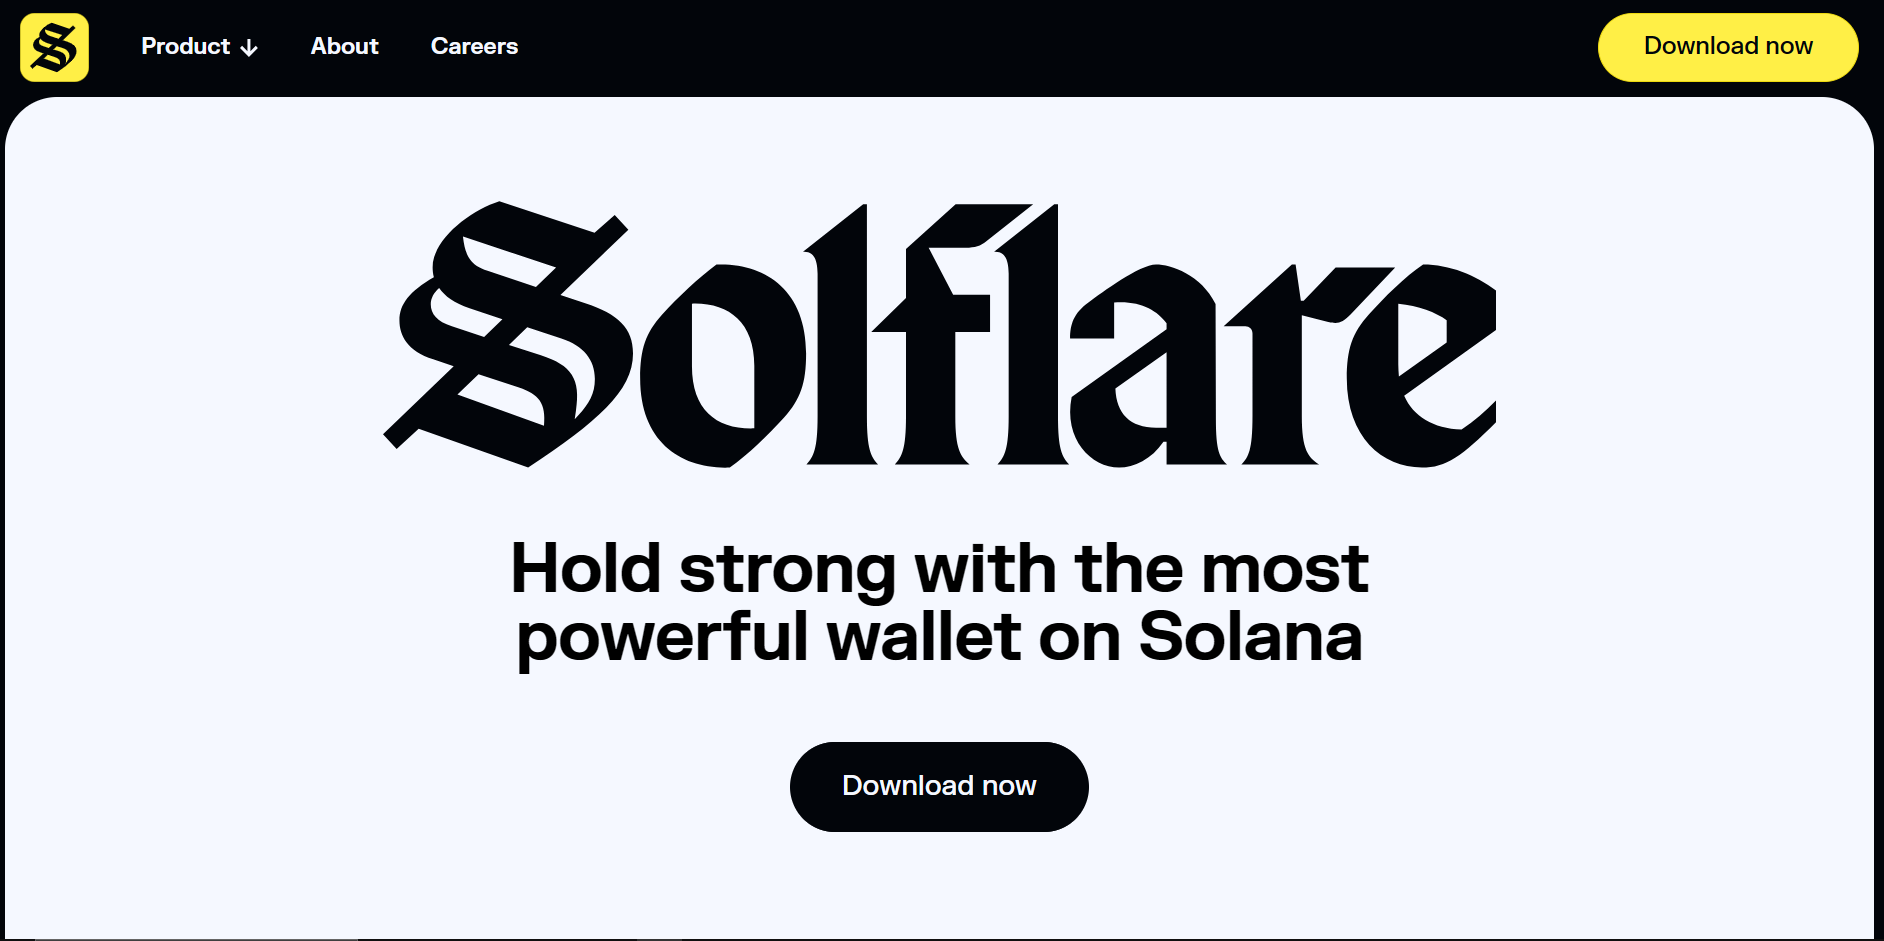 S
Product ↓ About Careers
Download now
Solflare
Hold strong with the most
powerful wallet on Solana
Download now